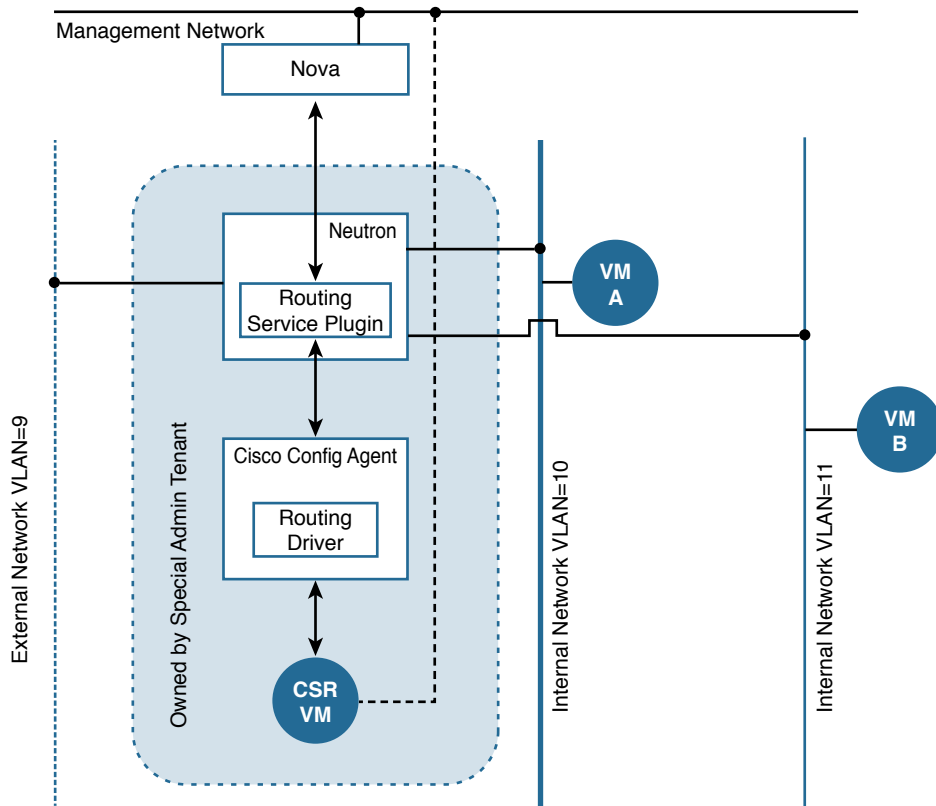 Management Network
Nova
Neutron
Routing
Service Plugin
Cisco Config Agent
Routing
Driver
CSR
VM
Owned by Special Admin Tenant
External Network VLAN=9
Internal Network VLAN=10
VM
A
Internal Network VLAN=11
VM
B